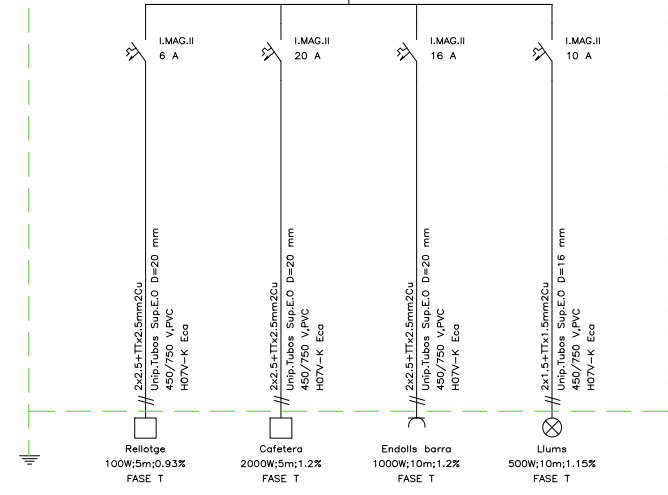 I.MAG.II
6 A
I.MAG.II
20 A
I.MAG.II
16 A
I.MAG.II
10 A
2x2.5+TTx2.5mm2Cu
Unip.Tubos Sup.E.O D=20 mm
450/750 V,PVC
H07V-K Eca
2x2.5+TTx2.5mm2Cu
Unip.Tubos Sup.E.O D=20 mm
450/750 V,PVC
H07V-K Eca
2x2.5+TTx2.5mm2Cu
Unip.Tubos Sup.E.O D=20 mm
450/750 V,PVC
H07V-K Eca
2x1.5+TTx1.5mm2Cu
Unip.Tubos Sup.E.O D=16 mm
450/750 V,PVC
H07V-K Eca
Rellotge
100W;5m;0.93%
FASE T
Cafetera
2000W;5m;1.2%
FASE T
Endolls barra
1000W;10m;1.2%
FASE T
Llums
500W;10m;1.15%
FASE T